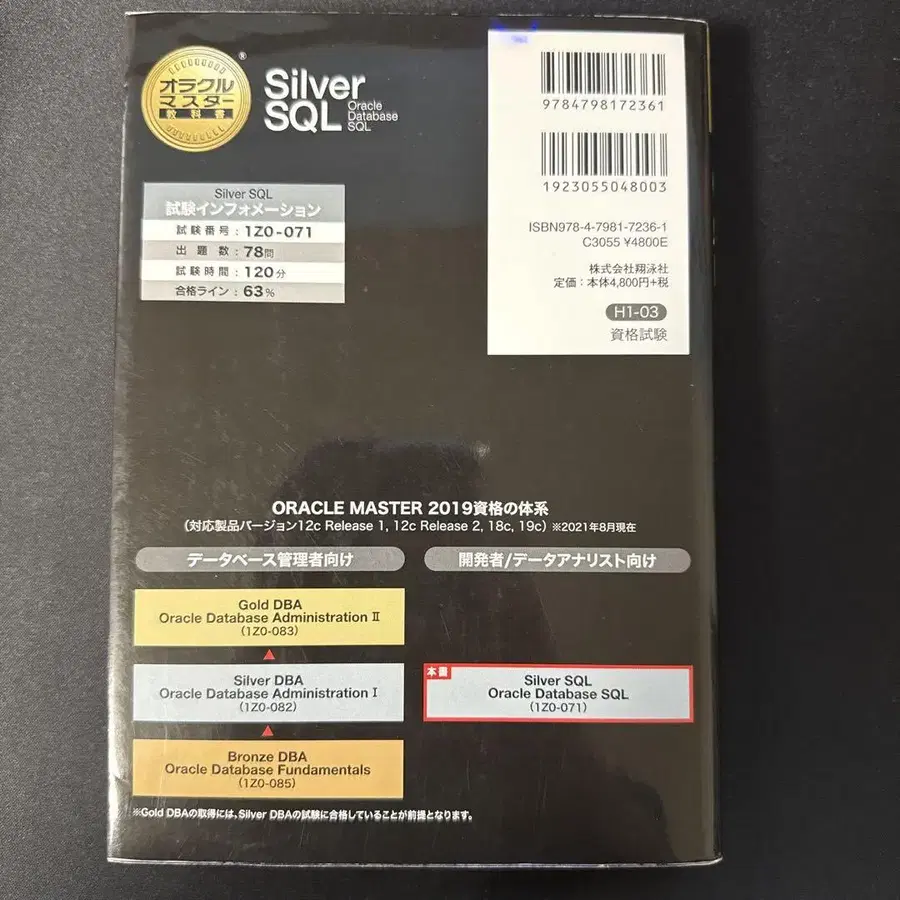 オラクル
マスター
教科書
®
Silver
SQL
Oracle
Database
SQL
9784798172361
1923055048003
ISBN978-4-7981-7236-1
C3055 ¥4800E
株式会社翔泳社
定価：本体4,800円+税
H1-03
資格試験
Silver SQL
試験インフォメーション
試験番号：1Z0-071
出題数：78問
試験時間：120分
合格ライン：63%
ORACLE MASTER 2019資格の体系
（対応製品バージョン12c Release 1, 12c Release 2, 18c, 19c）※2021年8月現在
データベース管理者向け
開発者/データアナリスト向け
Gold DBA
Oracle Database Administration Ⅱ
（1Z0-083）
Silver DBA
Oracle Database Administration Ⅰ
（1Z0-082）
本書
Silver SQL
Oracle Database SQL
（1Z0-071）
Bronze DBA
Oracle Database Fundamentals
（1Z0-085）
※Gold DBAの取得には、Silver DBAの試験に合格していることが前提となります。